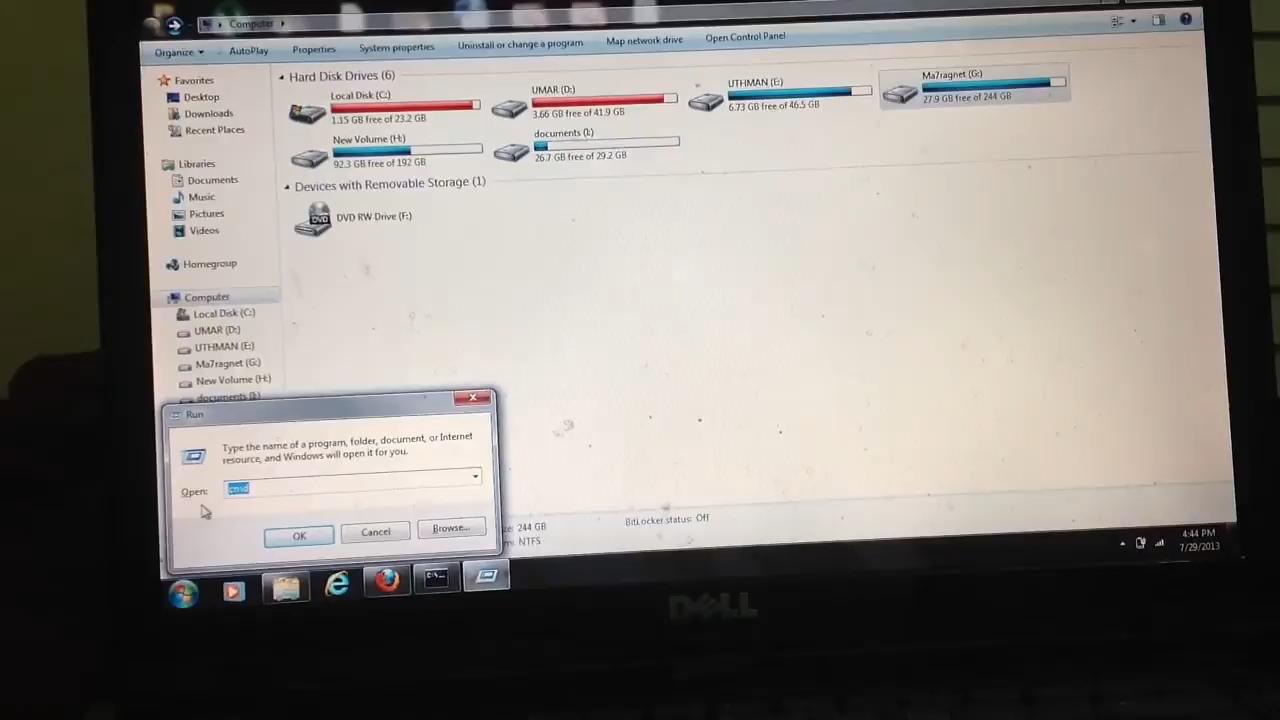 Computer
Organize
AutoPlay
Properties
System properties
Uninstall or change a program
Map network drive
Open Control Panel
Favorites
Desktop
Downloads
Recent Places
Libraries
Documents
Music
Pictures
Videos
Homegroup
Computer
Local Disk (C:)
UMAR (D:)
UTHMAN (E:)
Ma7ragnet (G:)
New Volume (H:)
documents (I:)
Hard Disk Drives (6)
Local Disk (C:)
1.15 GB free of 23.2 GB
UMAR (D:)
3.66 GB free of 41.9 GB
UTHMAN (E:)
6.73 GB free of 46.5 GB
Ma7ragnet (G:)
27.9 GB free of 244 GB
New Volume (H:)
92.3 GB free of 192 GB
documents (I:)
26.7 GB free of 29.2 GB
Devices with Removable Storage (1)
DVD
DVD RW Drive (F:)
Run
Type the name of a program, folder, document, or Internet
resource, and Windows will open it for you.
Open:
cmd
OK
Cancel
Browse...
244 GB
NTFS
BitLocker status: Off
4:44 PM
7/29/2013
DELL